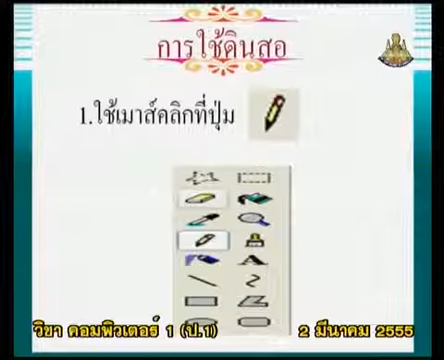 การใช้ดินสอ
1.ใช้เมาส์คลิกที่ปุ่ม
A
วิชา คอมพิวเตอร์ 1 (ป.1)
2 มีนาคม 2555